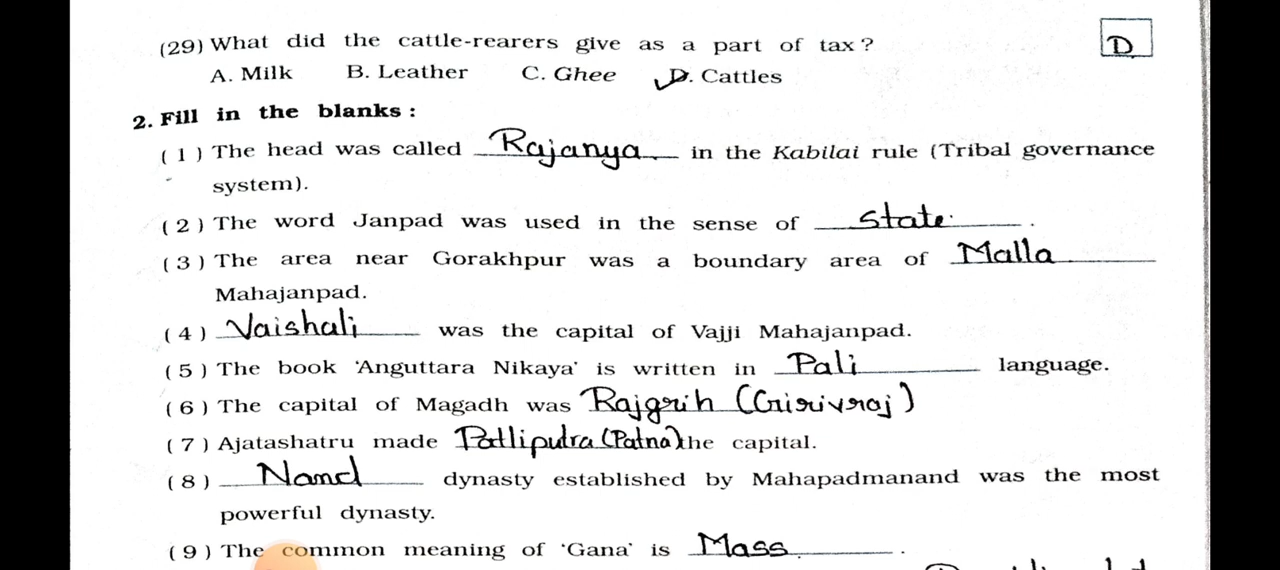 (29) What did the cattle-rearers give as a part of tax? D
A. Milk B. Leather C. Ghee D. Cattles
2. Fill in the blanks :
(1) The head was called Rajanya in the Kabilai rule (Tribal governance
system).
(2) The word Janpad was used in the sense of state.
(3) The area near Gorakhpur was a boundary area of Malla
Mahajanpad.
(4) Vaishali was the capital of Vajji Mahajanpad.
(5) The book 'Anguttara Nikaya' is written in Pali language.
(6) The capital of Magadh was Rajgrih (Girivraj)
(7) Ajatashatru made Patliputra (Patna) the capital.
(8) Nand dynasty established by Mahapadmanand was the most
powerful dynasty.
(9) The common meaning of 'Gana' is Mass.